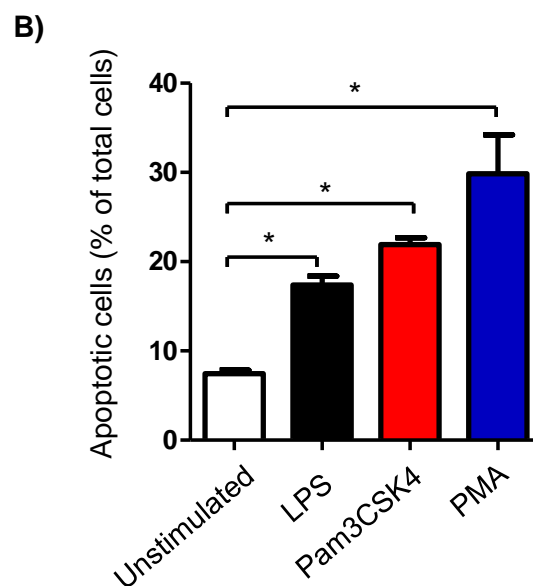 B)
Apoptotic cells (% of total cells)
40
30
20
10
0
*
*
*
Unstimulated
LPS
Pam3CSK4
PMA